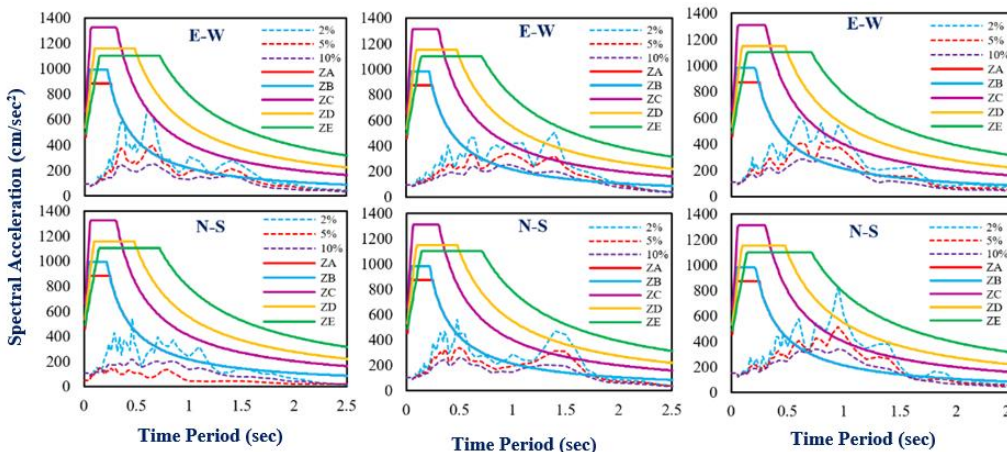 Spectral Acceleration (cm/sec²)
1400
1200
1000
800
600
400
200
0
E-W
2%
5%
10%
ZA
ZB
ZC
ZD
ZE
1400
1200
1000
800
600
400
200
0
E-W
2%
5%
10%
ZA
ZB
ZC
ZD
ZE
1400
1200
1000
800
600
400
200
0
E-W
2%
5%
10%
ZA
ZB
ZC
ZD
ZE
1400
1200
1000
800
600
400
200
0
N-S
2%
5%
10%
ZA
ZB
ZC
ZD
ZE
0 0.5 1 1.5 2 2.5
Time Period (sec)
1400
1200
1000
800
600
400
200
0
N-S
2%
5%
10%
ZA
ZB
ZC
ZD
ZE
0 0.5 1 1.5 2 2.5
Time Period (sec)
1400
1200
1000
800
600
400
200
0
N-S
2%
5%
10%
ZA
ZB
ZC
ZD
ZE
0 0.5 1 1.5 2
Time Period (sec)